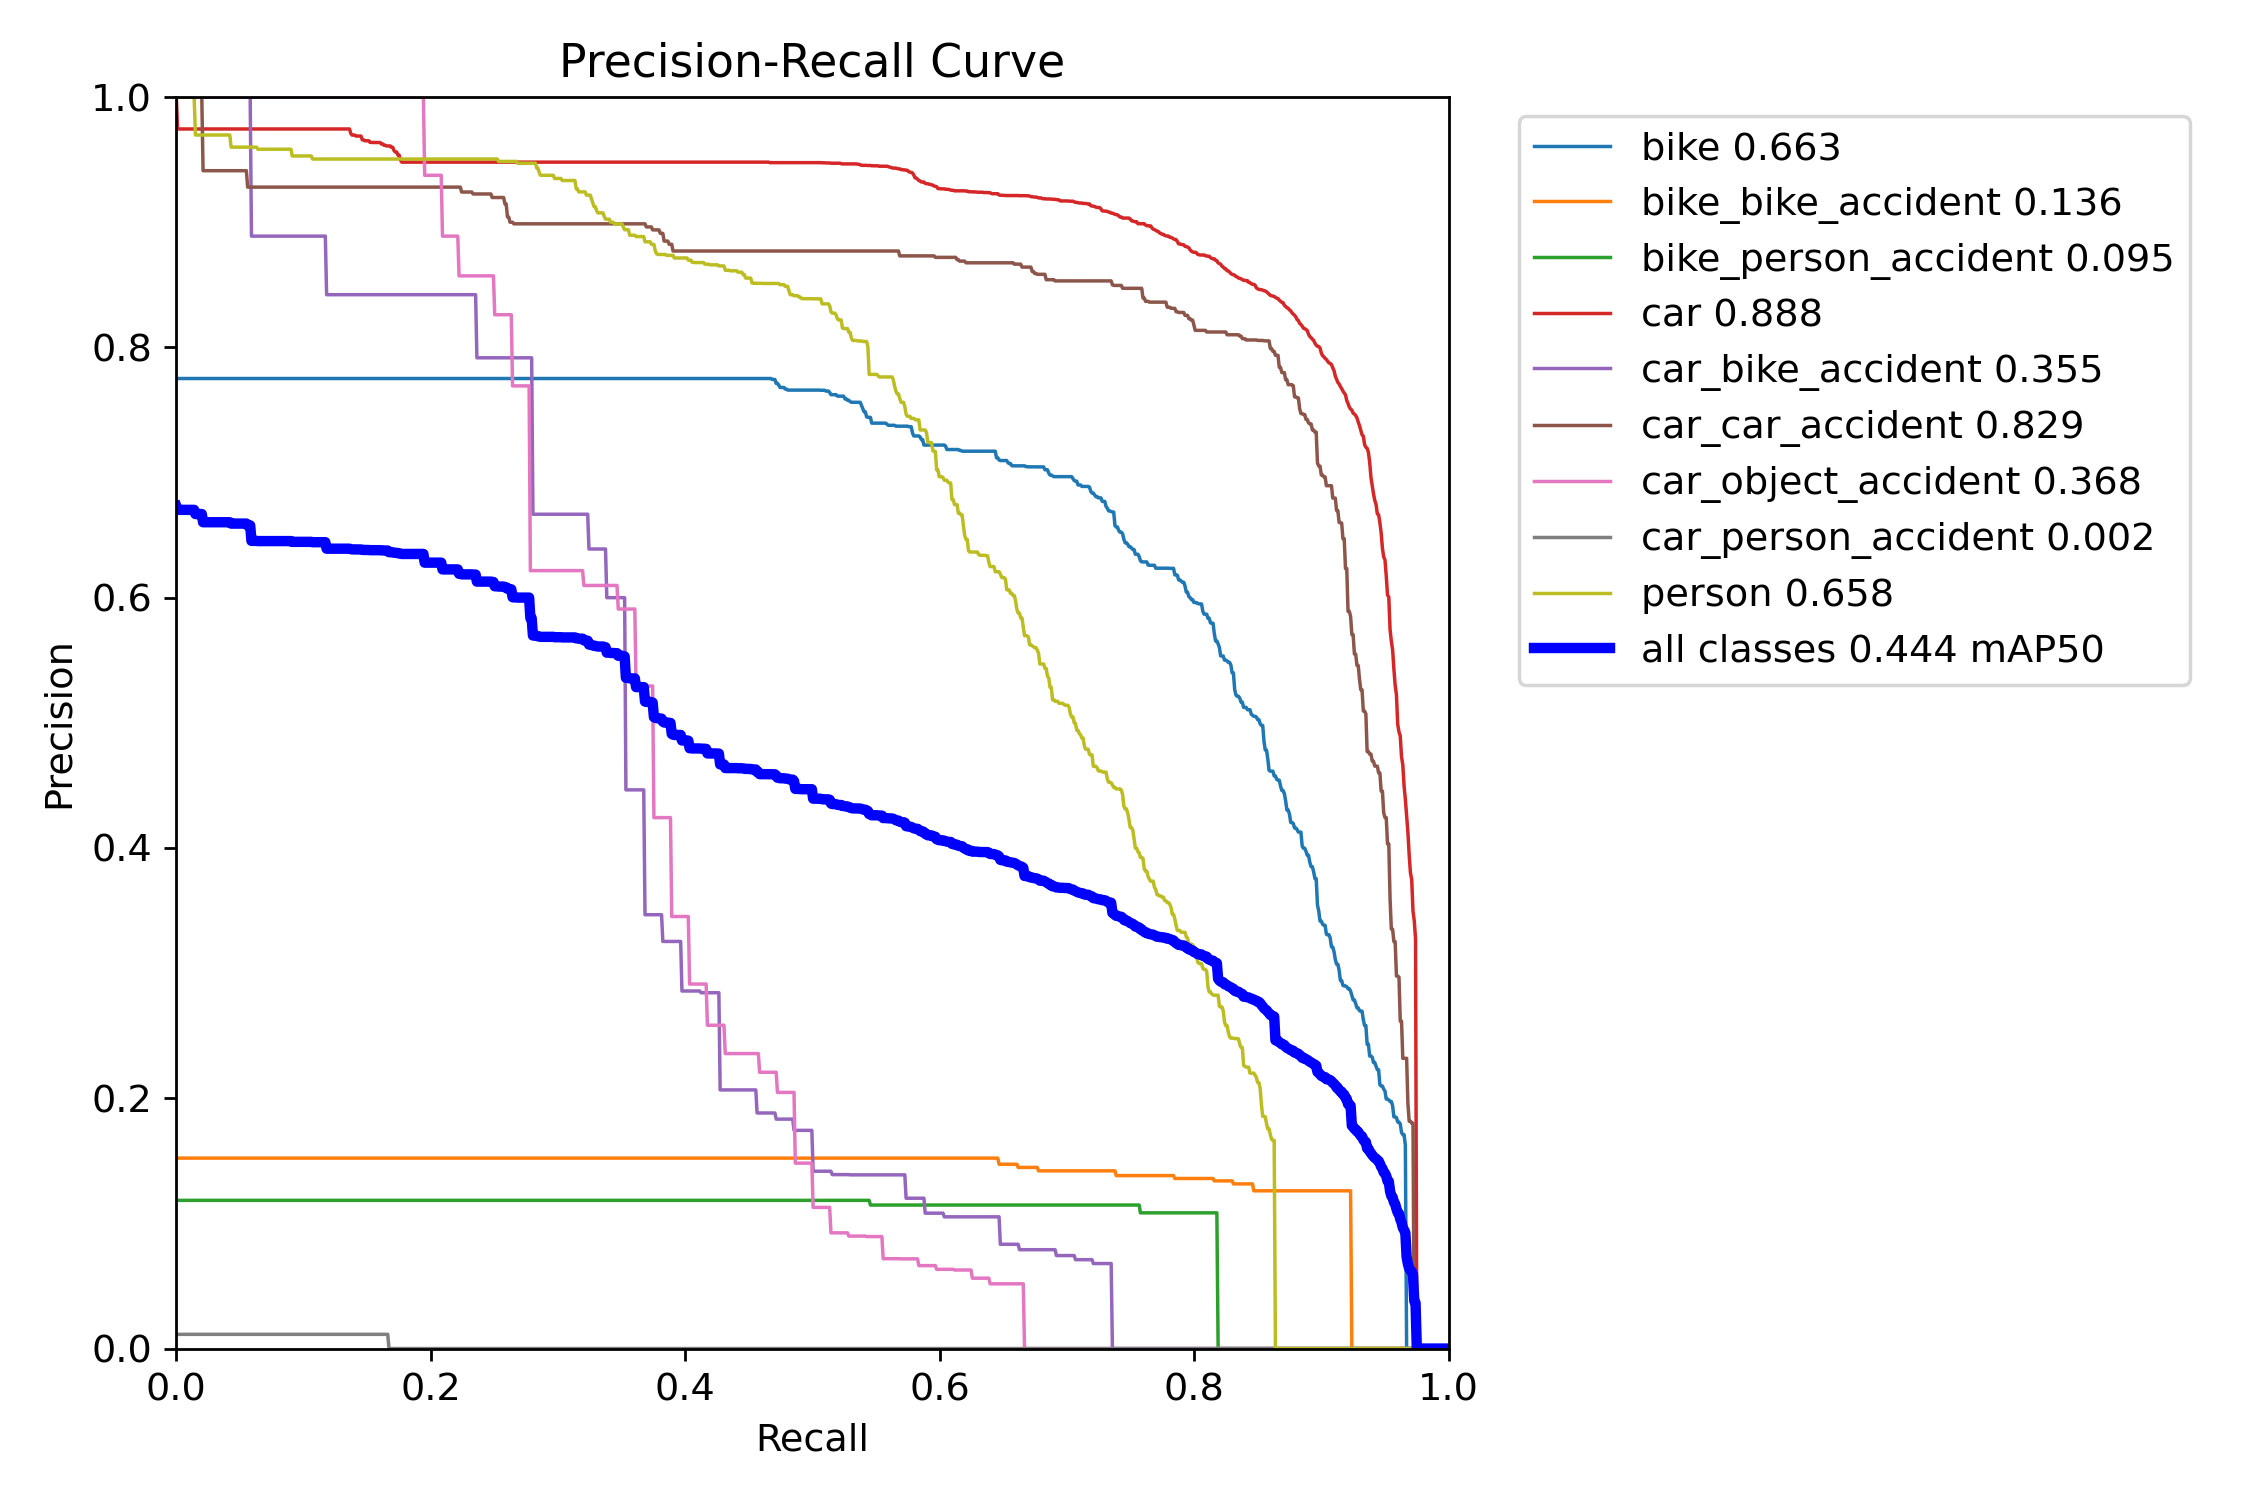 Precision-Recall Curve
1.0
0.8
0.6
0.4
0.2
0.0
Precision
0.0 0.2 0.4 0.6 0.8 1.0
Recall
bike 0.663
bike_bike_accident 0.136
bike_person_accident 0.095
car 0.888
car_bike_accident 0.355
car_car_accident 0.829
car_object_accident 0.368
car_person_accident 0.002
person 0.658
all classes 0.444 mAP50